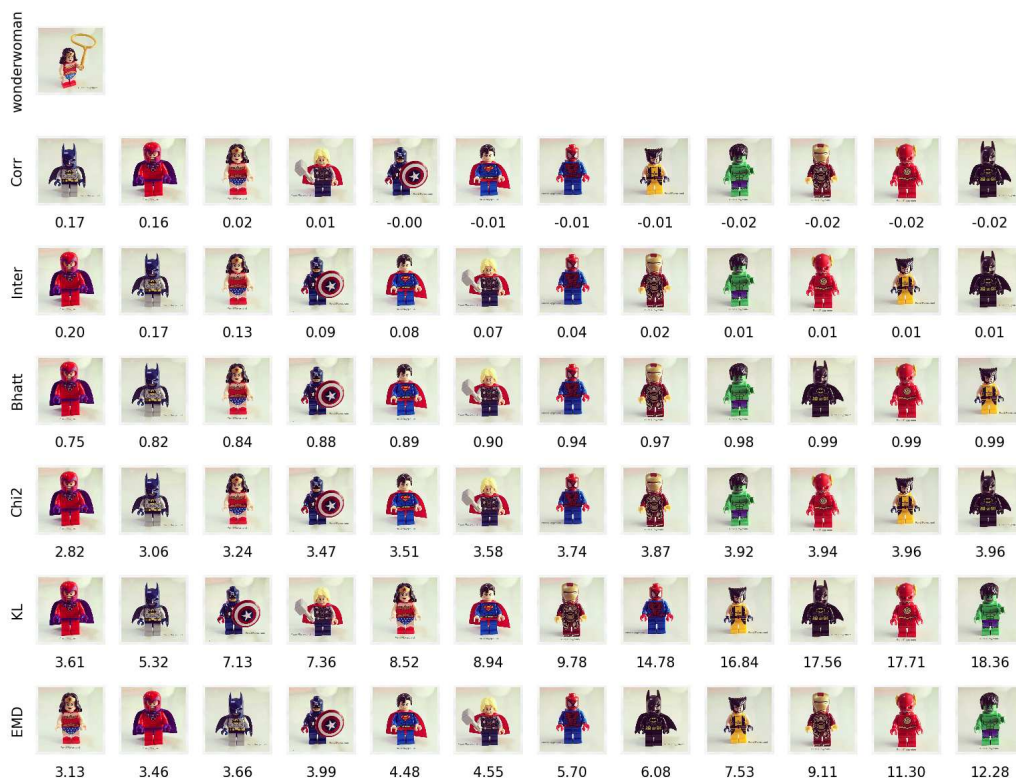 wonderwoman
Corr
0.17 0.16 0.02 0.01 -0.00 -0.01 -0.01 -0.01 -0.02 -0.02 -0.02 -0.02
Inter
0.20 0.17 0.13 0.09 0.08 0.07 0.04 0.02 0.01 0.01 0.01 0.01
Bhatt
0.75 0.82 0.84 0.88 0.89 0.90 0.94 0.97 0.98 0.99 0.99 0.99
Chi2
2.82 3.06 3.24 3.47 3.51 3.58 3.74 3.87 3.92 3.94 3.96 3.96
KL
3.61 5.32 7.13 7.36 8.52 8.94 9.78 14.78 16.84 17.56 17.71 18.36
EMD
3.13 3.46 3.66 3.99 4.48 4.55 5.70 6.08 7.53 9.11 11.30 12.28